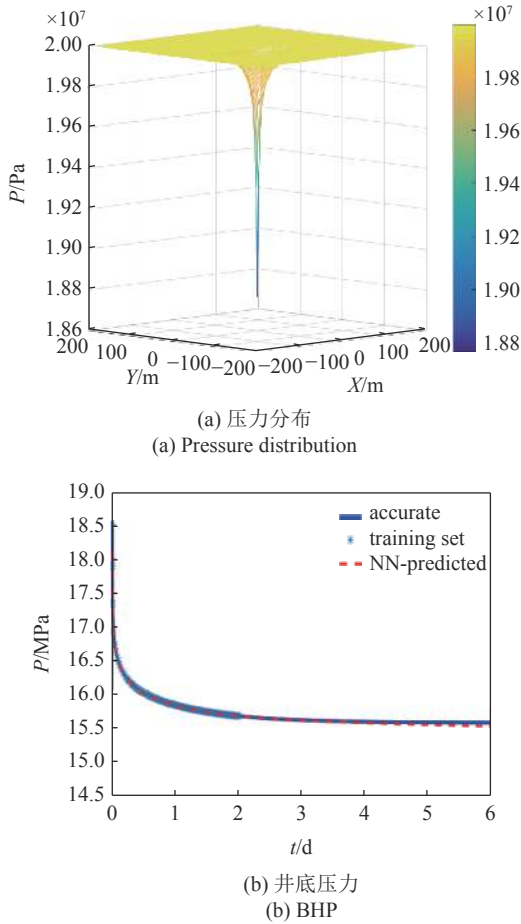 ×10⁷
×10⁷
20.0
1.98
1.96
1.94
1.92
1.90
1.88
1.86
P/Pa
200 100 0 −100 −200
Y/m
−200 −100 0 100 200
X/m
1.98
1.96
1.94
1.92
1.90
1.88
(a) 压力分布
(a) Pressure distribution
19.0
18.5
18.0
17.5
17.0
16.5
16.0
15.5
15.0
14.5
P/MPa
accurate
training set
NN-predicted
0 1 2 3 4 5 6
t/d
(b) 井底压力
(b) BHP